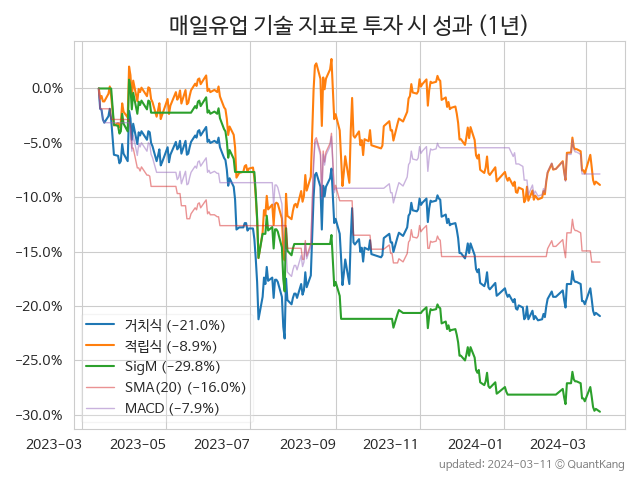 매일유업 기술 지표로 투자 시 성과 (1년)
0.0%
−5.0%
−10.0%
−15.0%
−20.0%
−25.0%
−30.0%
거치식 (−21.0%)
적립식 (−8.9%)
SigM (−29.8%)
SMA(20) (−16.0%)
MACD (−7.9%)
2023-03 2023-05 2023-07 2023-09 2023-11 2024-01 2024-03
updated: 2024-03-11 © QuantKang